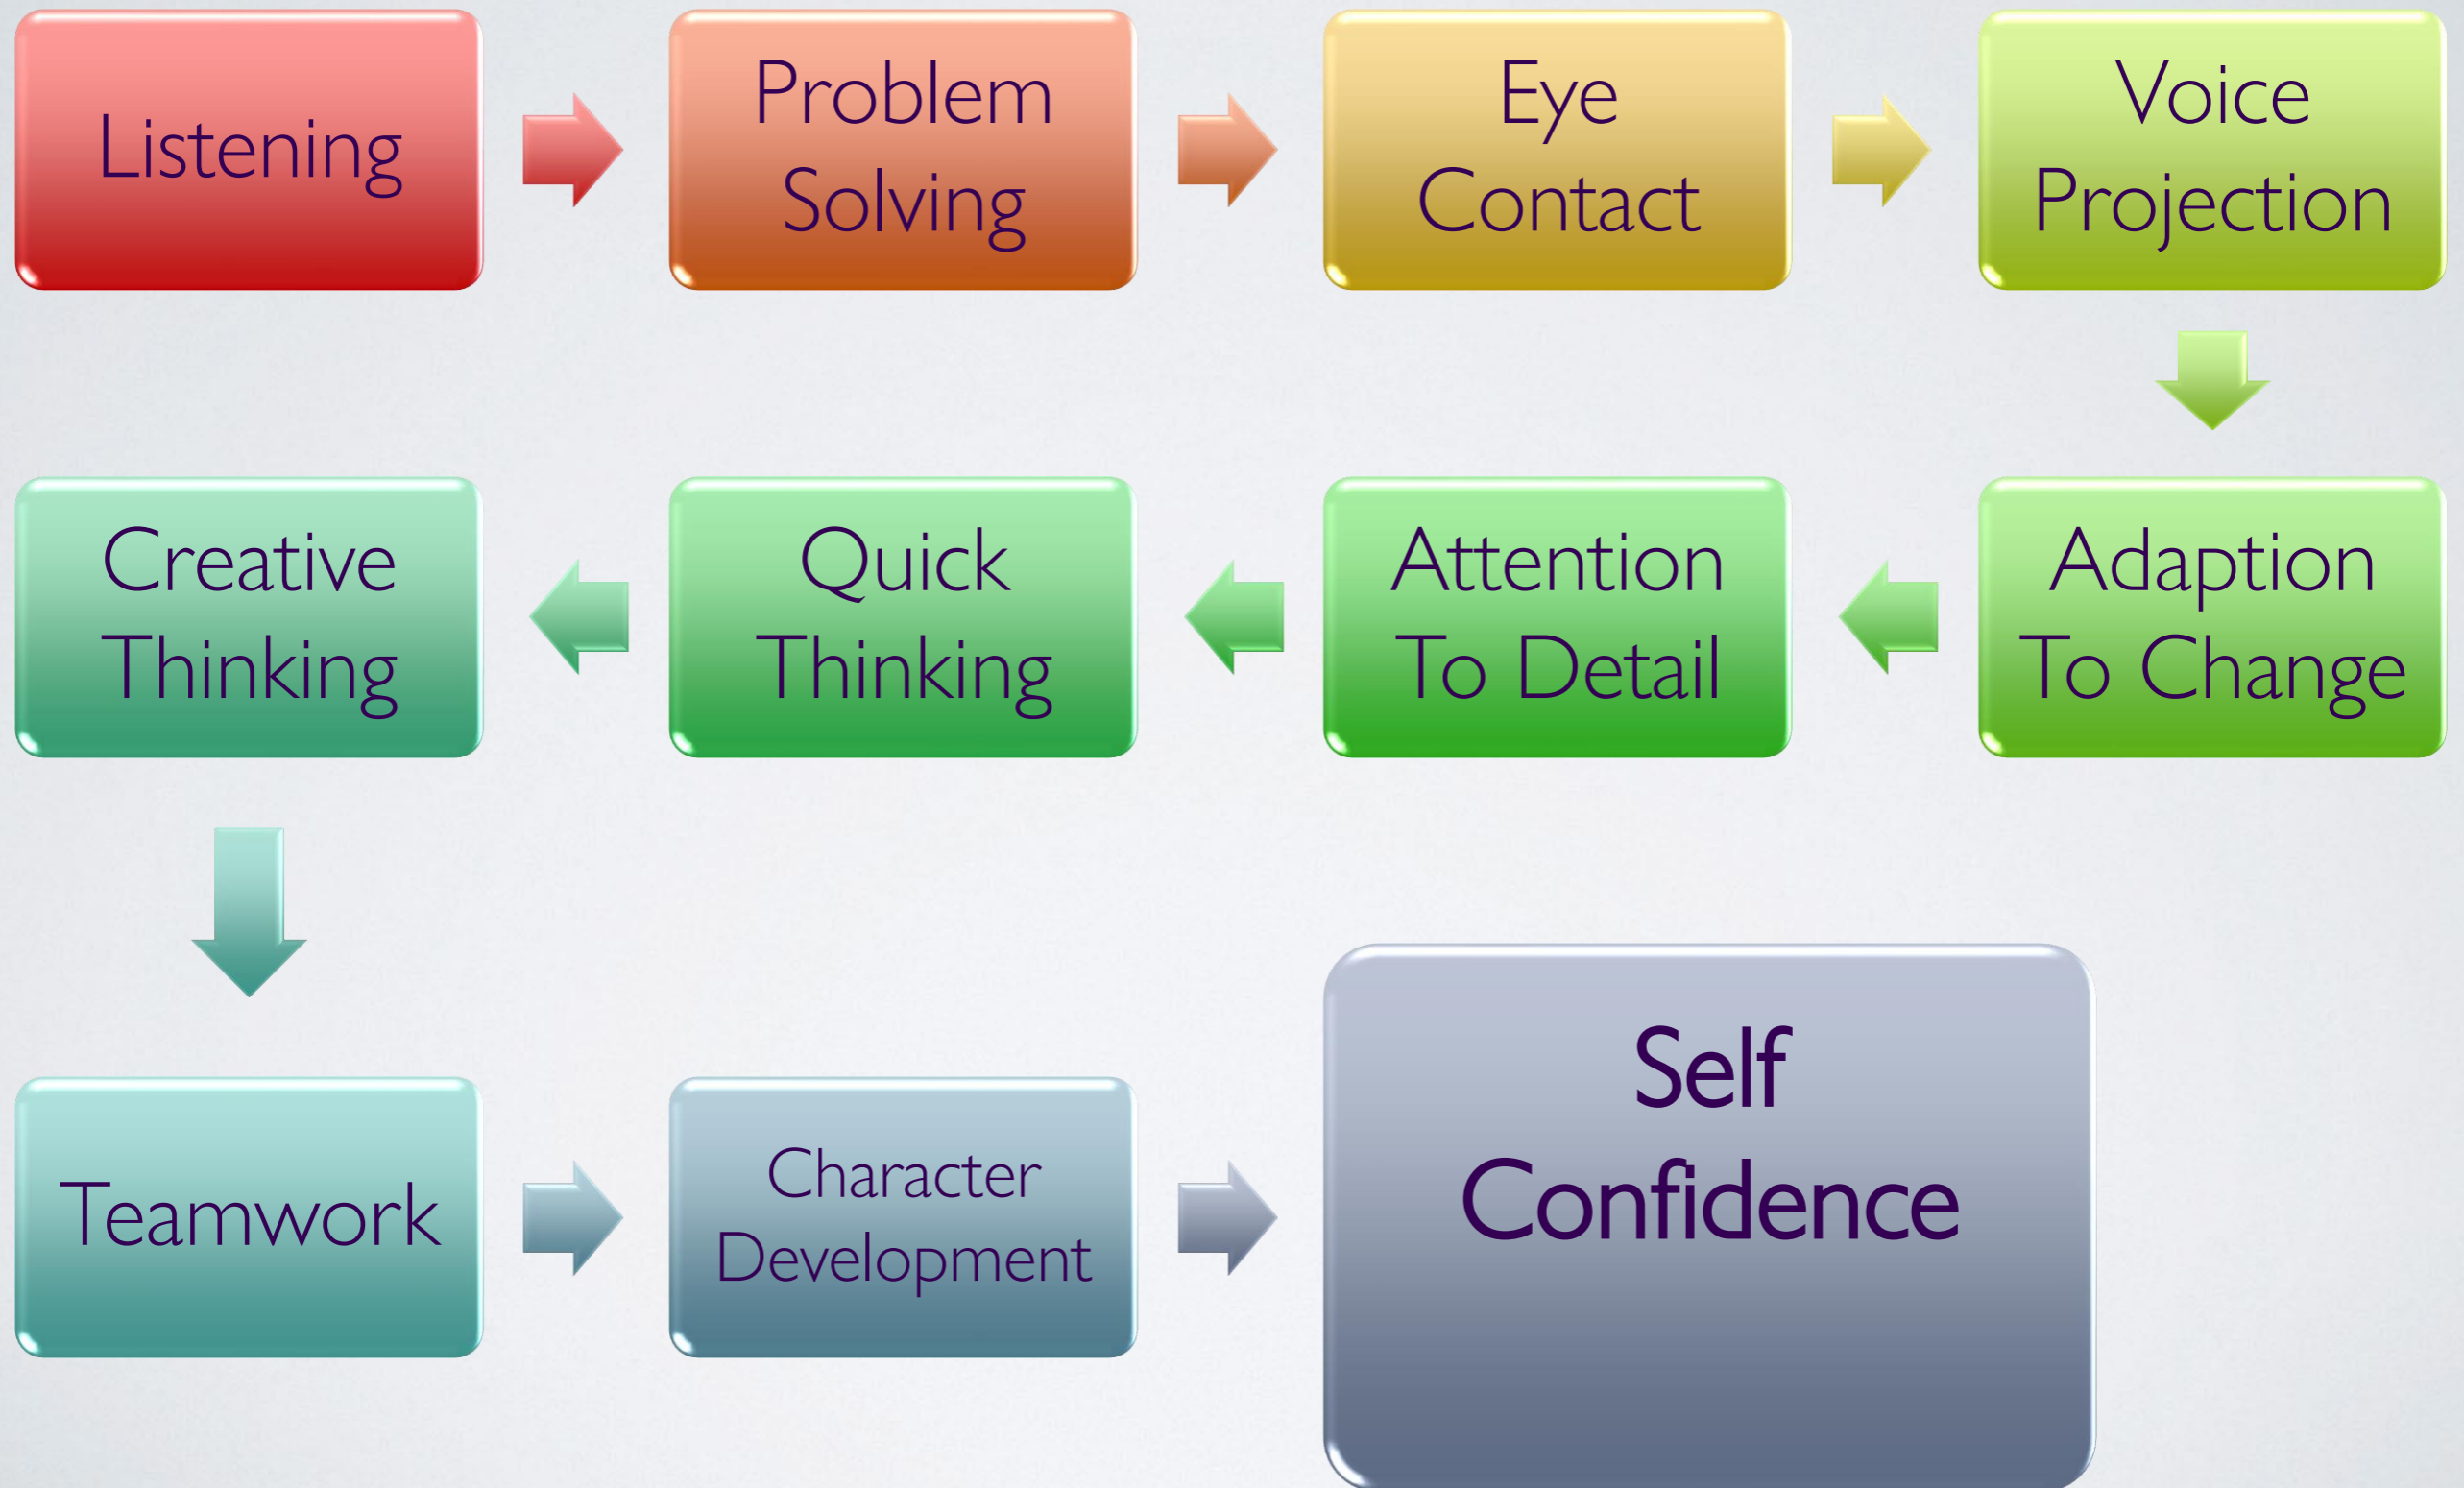 Listening
Problem
Solving
Eye
Contact
Voice
Projection
Adaption
To Change
Attention
To Detail
Quick
Thinking
Creative
Thinking
Teamwork
Character
Development
Self
Confidence